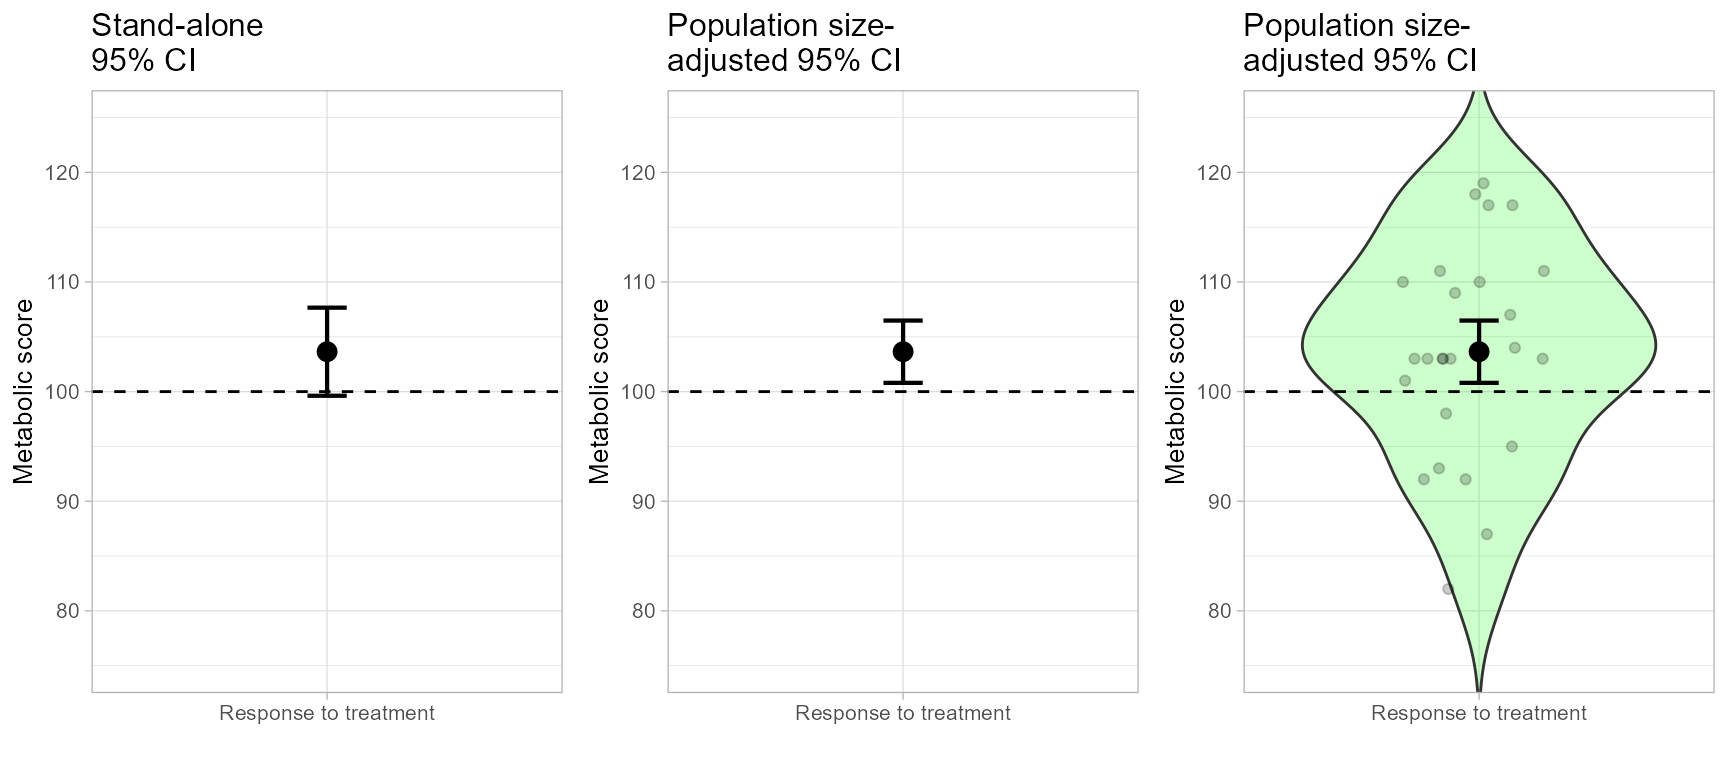 Stand-alone
95% CI
Metabolic score
120
110
100
90
80
Response to treatment
Population size-
adjusted 95% CI
Metabolic score
120
110
100
90
80
Response to treatment
Population size-
adjusted 95% CI
Metabolic score
120
110
100
90
80
Response to treatment